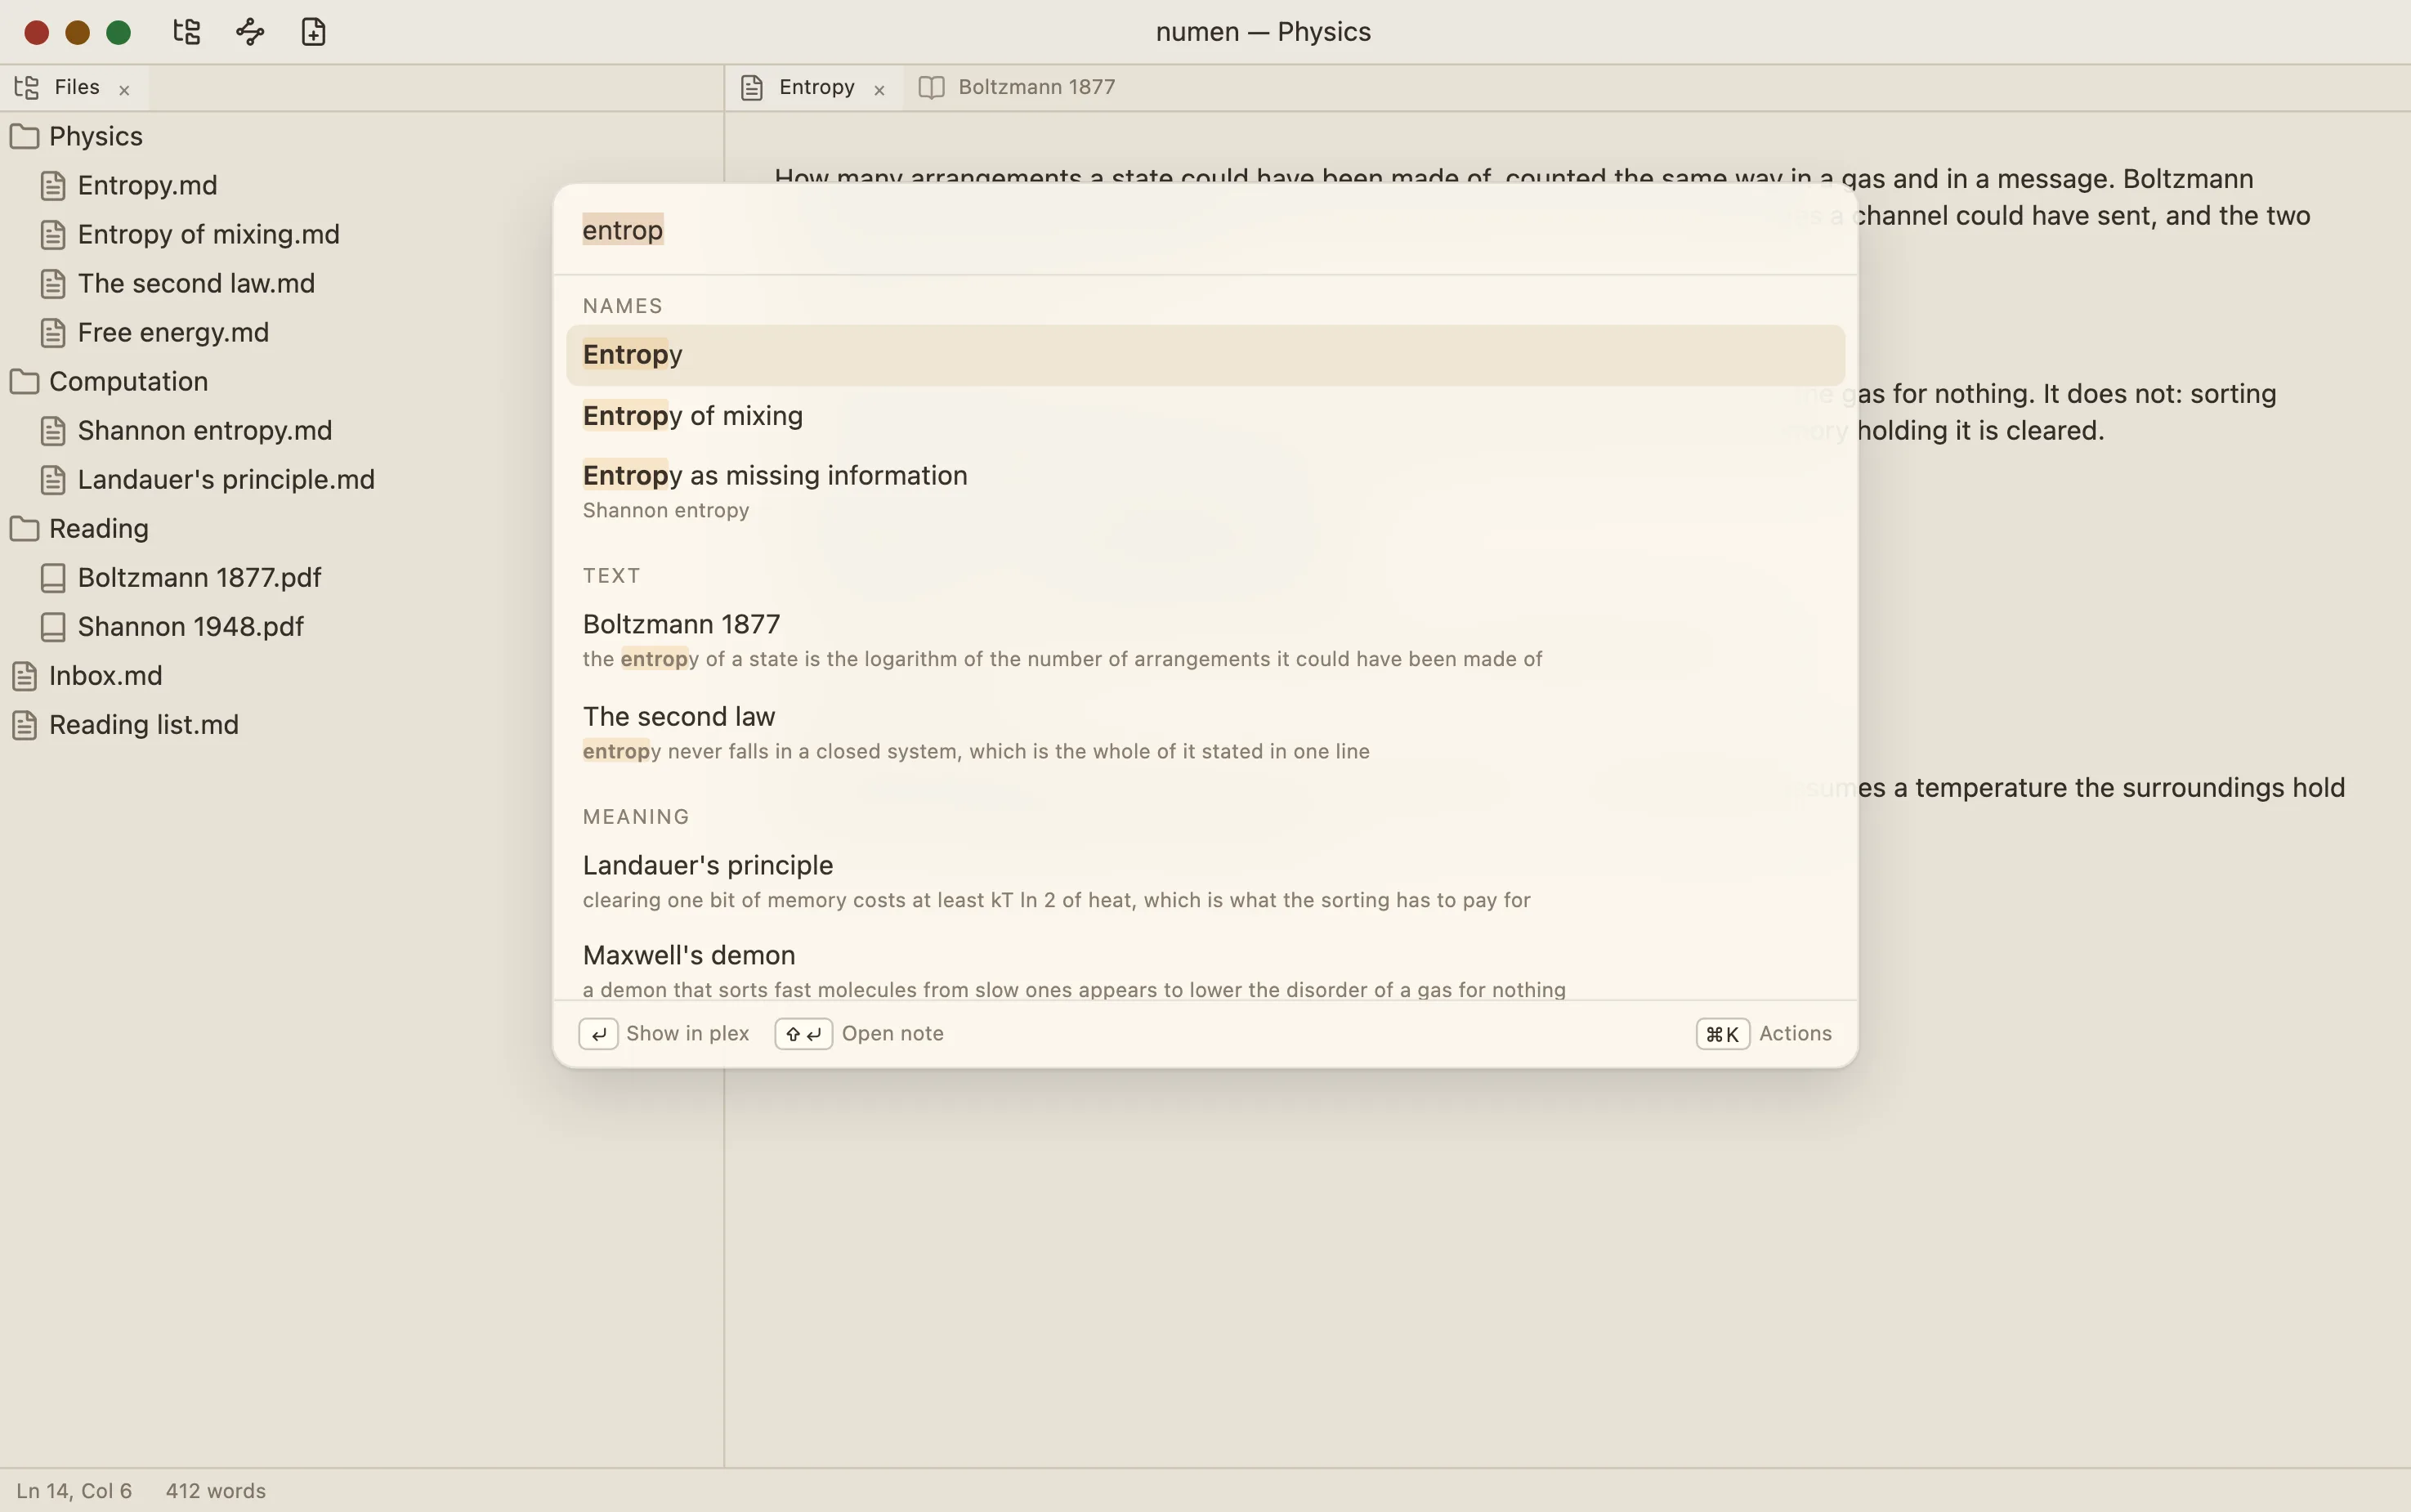 numen — Physics
Files
Entropy
Boltzmann 1877
Physics
Entropy.md
Entropy of mixing.md
The second law.md
Free energy.md
Computation
Shannon entropy.md
Landauer's principle.md
Reading
Boltzmann 1877.pdf
Shannon 1948.pdf
Inbox.md
Reading list.md
How many arrangements a state could have been made of, counted the same way in a gas and in a message. Boltzmann
a channel could have sent, and the two
gas for nothing. It does not: sorting
holding it is cleared.
a temperature the surroundings hold
entrop
NAMES
Entropy
Entropy of mixing
Entropy as missing information
Shannon entropy
TEXT
Boltzmann 1877
the entropy of a state is the logarithm of the number of arrangements it could have been made of
The second law
entropy never falls in a closed system, which is the whole of it stated in one line
MEANING
Landauer's principle
clearing one bit of memory costs at least kT ln 2 of heat, which is what the sorting has to pay for
Maxwell's demon
a demon that sorts fast molecules from slow ones appears to lower the disorder of a gas for nothing
↵ Show in plex ⇧↵ Open note ⌘K Actions
Ln 14, Col 6 412 words